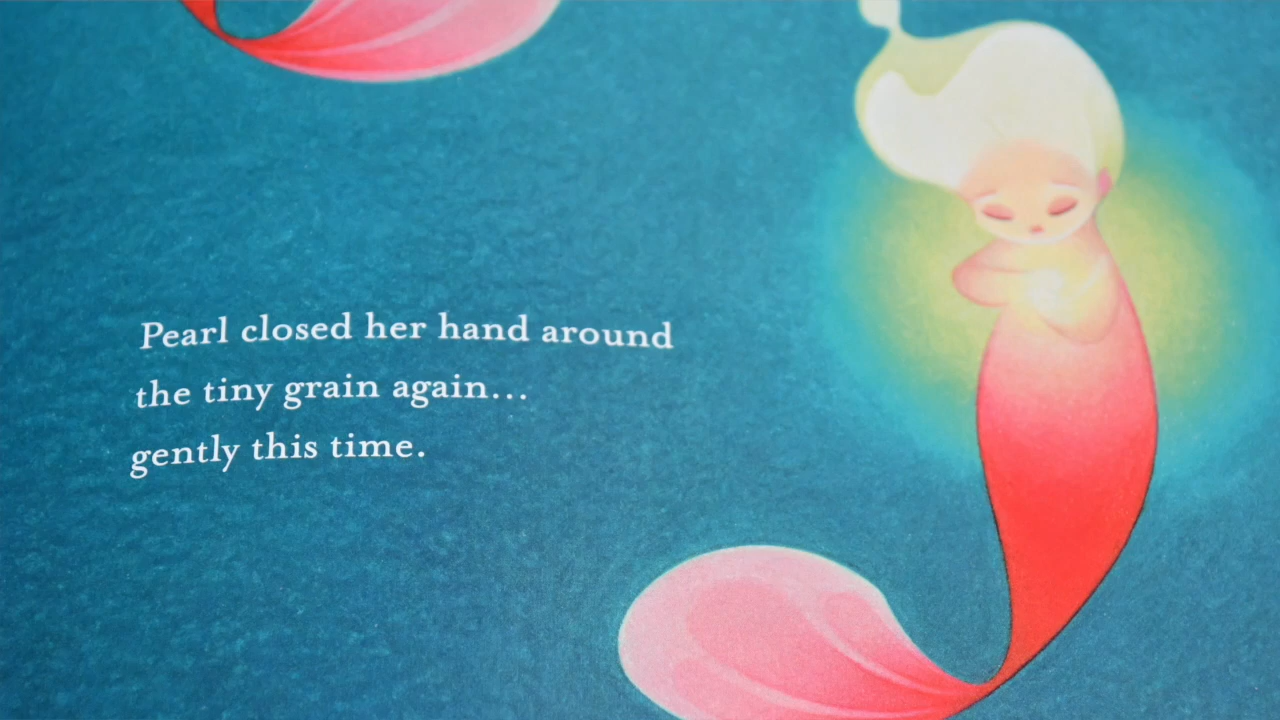 Pearl closed her hand around
the tiny grain again...
gently this time.